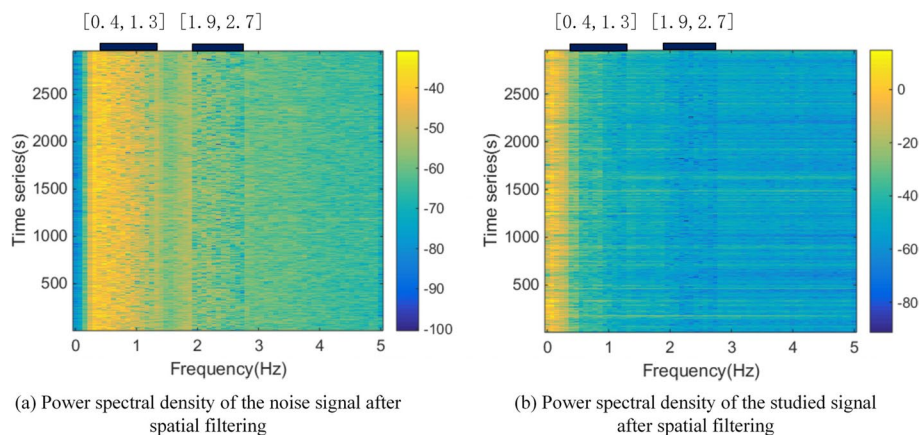 [0.4,1.3] [1.9,2.7]
2500
2000
1500
1000
500
Time series(s)
0 1 2 3 4 5
Frequency(Hz)
-40
-50
-60
-70
-80
-90
-100
(a) Power spectral density of the noise signal after
spatial filtering
[0.4,1.3] [1.9,2.7]
2500
2000
1500
1000
500
Time series(s)
0 1 2 3 4 5
Frequency(Hz)
0
-20
-40
-60
-80
(b) Power spectral density of the studied signal
after spatial filtering